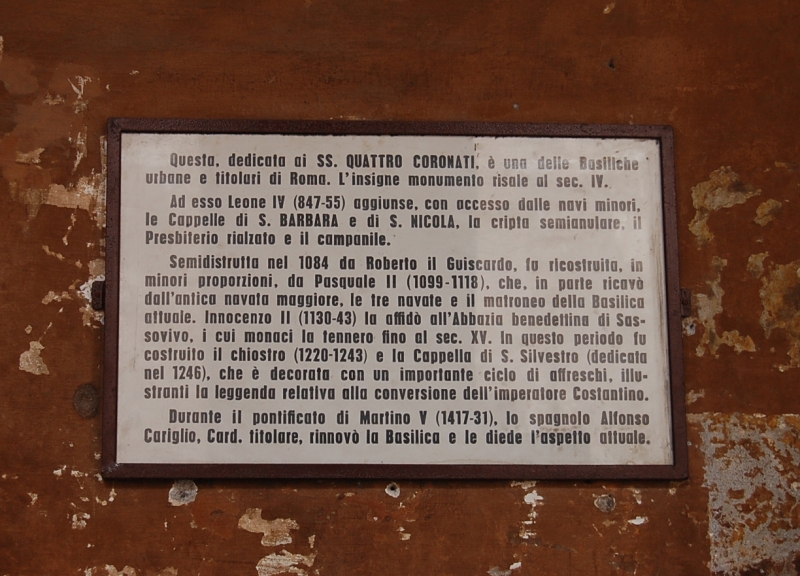 Questa, dedicata ai SS. QUATTRO CORONATI, è una delle Basiliche
urbane e titolari di Roma. L'insigne monumento risale al sec. IV.
Ad esso Leone IV (847-55) aggiunse, con accesso dalle navi minori,
le Cappelle di S. BARBARA e di S. NICOLA, la cripta semianulare, il
Presbiterio rialzato e il campanile.
Semidistrutta nel 1084 da Roberto il Guiscardo, fu ricostruita, in
minori proporzioni, da Pasquale II (1099-1118), che, in parte ricavò
dall'antica navata maggiore, le tre navate e il matroneo della Basilica
attuale. Innocenzo II (1130-43) la affidò all'Abbazia benedettina di Sas-
sovivo, i cui monaci la tennero fino al sec. XV. In questo periodo fu
costruito il chiostro (1220-1243) e la Cappella di S. Silvestro (dedicata
nel 1246), che è decorata con un importante ciclo di affreschi, illu-
stranti la leggenda relativa alla conversione dell'imperatore Costantino.
Durante il pontificato di Martino V (1417-31), lo spagnolo Alfonso
Cariglio, Card. titolare, rinnovò la Basilica e le diede l'aspetto attuale.